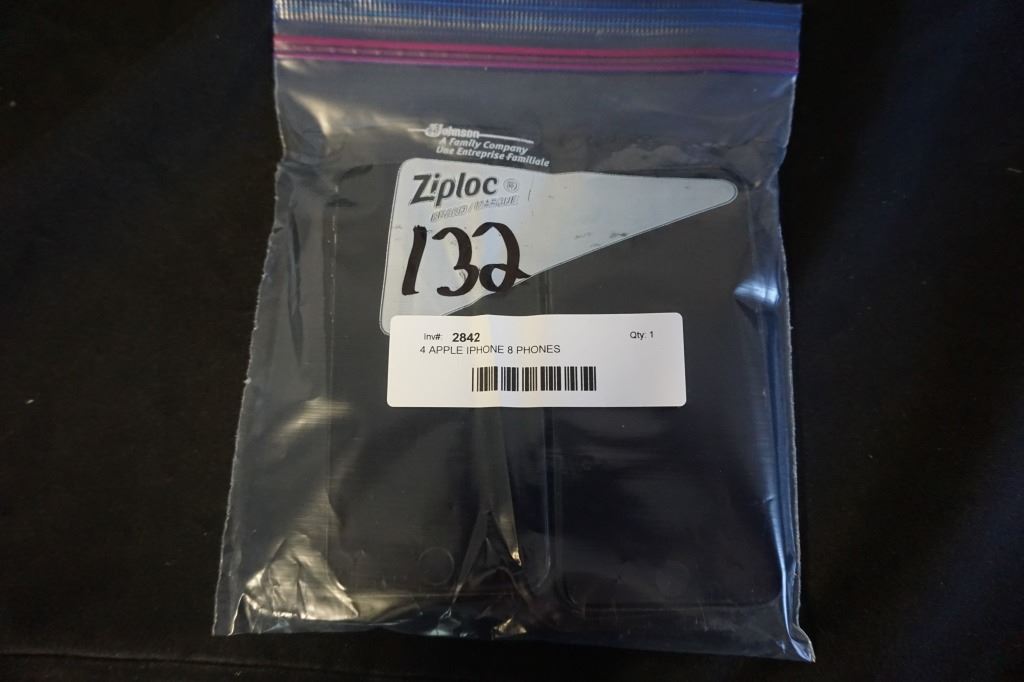 Johnson
A Family Company
Une Entreprise Familiale
Ziploc
132
Inv#: 2842 Qty: 1
4 APPLE IPHONE 8 PHONES